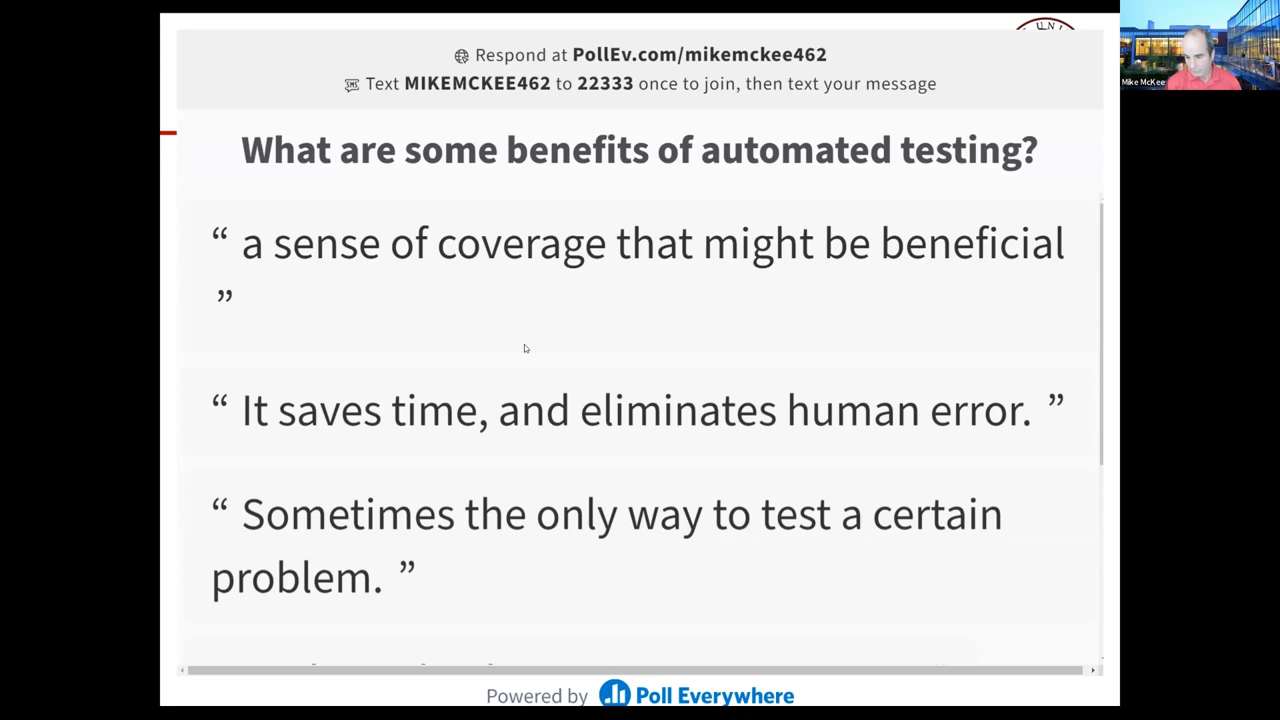 Respond at PollEv.com/mikemckee462
Text MIKEMCKEE462 to 22333 once to join, then text your message
What are some benefits of automated testing?
“ a sense of coverage that might be beneficial
”
“ It saves time, and eliminates human error. ”
“ Sometimes the only way to test a certain
problem. ”
Powered by Poll Everywhere
Mike McKee